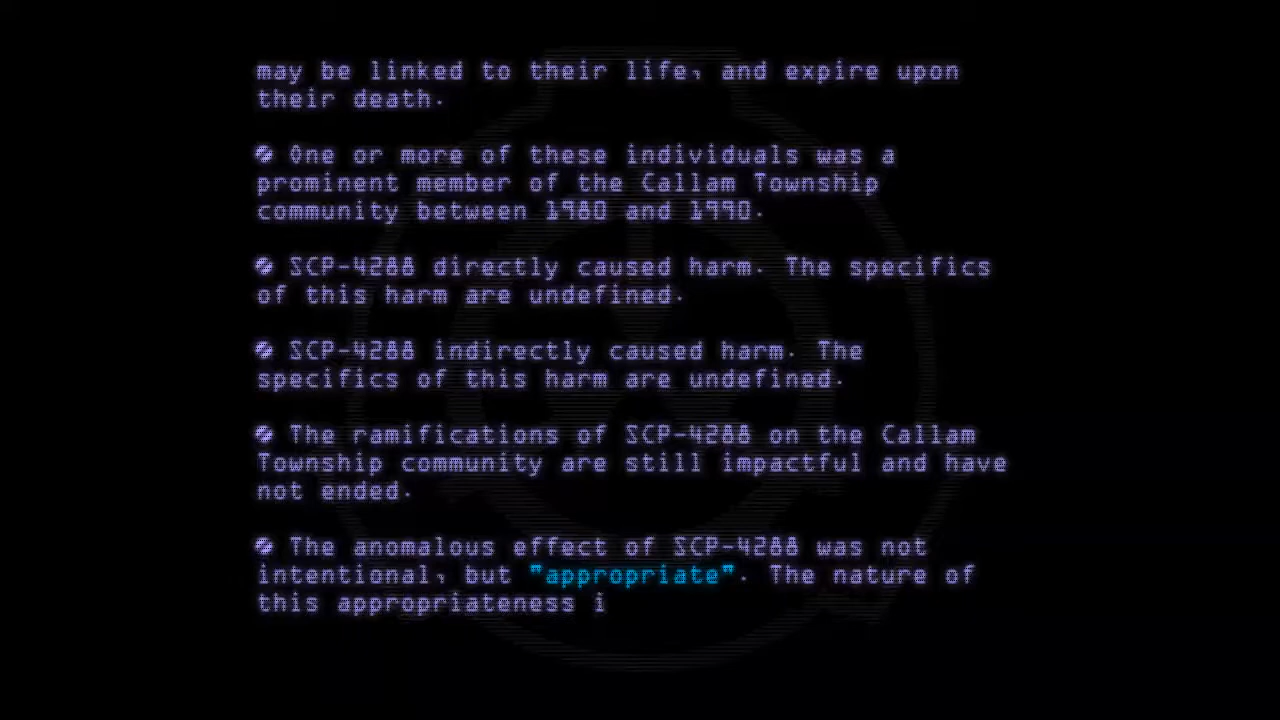 may be linked to their life, and expire upon
their death.
One or more of these individuals was a
prominent member of the Callam Township
community between 1980 and 1990.
SCP-4288 directly caused harm. The specifics
of this harm are undefined.
SCP-4288 indirectly caused harm. The
specifics of this harm are undefined.
The ramifications of SCP-4288 on the Callam
Township community are still impactful and have
not ended.
The anomalous effect of SCP-4288 was not
intentional, but "appropriate". The nature of
this appropriateness i